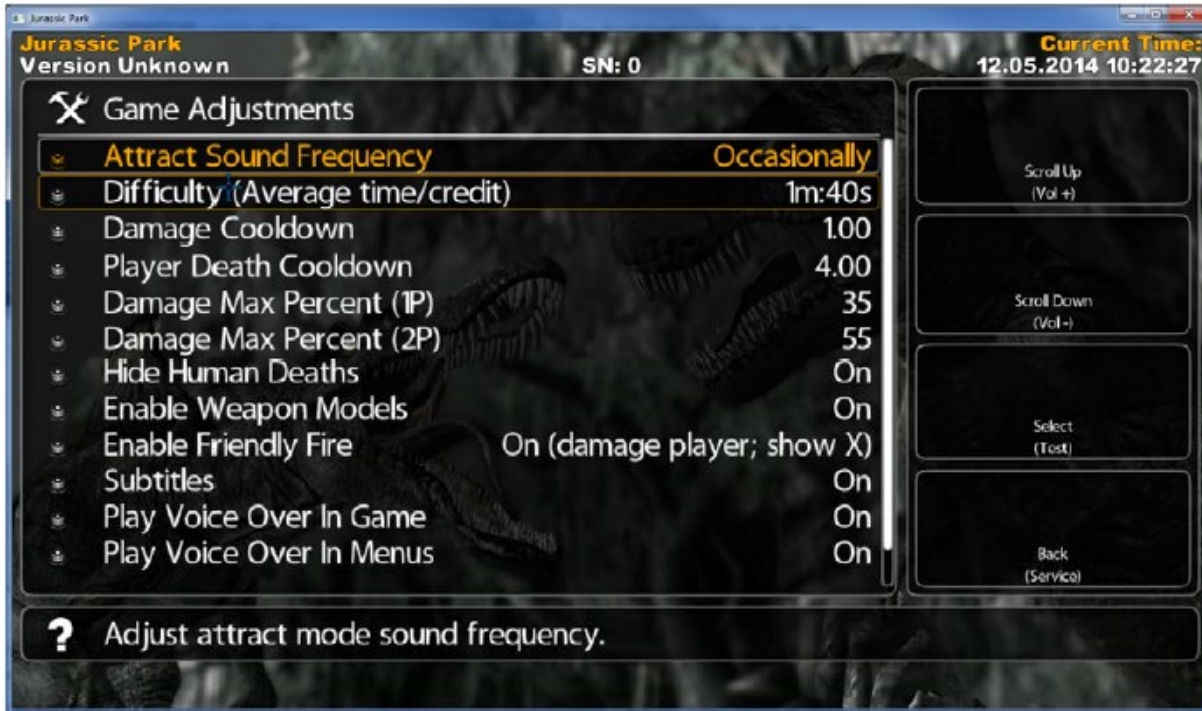 Jurassic Park
Jurassic Park
Version Unknown
SN: 0
Current Time:
12.05.2014 10:22:27
Game Adjustments
Attract Sound Frequency Occasionally
Difficulty (Average time/credit) 1m:40s
Damage Cooldown 1.00
Player Death Cooldown 4.00
Damage Max Percent (1P) 35
Damage Max Percent (2P) 55
Hide Human Deaths On
Enable Weapon Models On
Enable Friendly Fire On (damage player; show X)
Subtitles On
Play Voice Over In Game On
Play Voice Over In Menus On
Scroll Up
(Vol +)
Scroll Down
(Vol -)
Select
(Test)
Back
(Service)
? Adjust attract mode sound frequency.